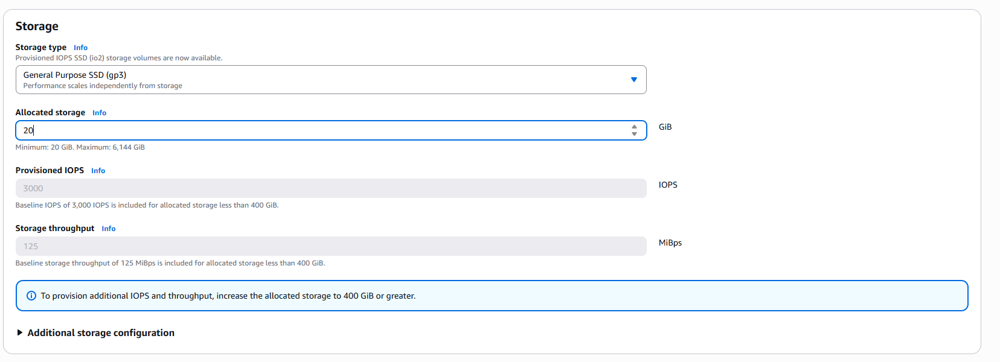 Storage
Storage type Info
Provisioned IOPS SSD (io2) storage volumes are now available.
General Purpose SSD (gp3)
Performance scales independently from storage
Allocated storage Info
20
GiB
Minimum: 20 GiB. Maximum: 6,144 GiB
Provisioned IOPS Info
3000
IOPS
Baseline IOPS of 3,000 IOPS is included for allocated storage less than 400 GiB.
Storage throughput Info
125
MiBps
Baseline storage throughput of 125 MiBps is included for allocated storage less than 400 GiB.
To provision additional IOPS and throughput, increase the allocated storage to 400 GiB or greater.
Additional storage configuration